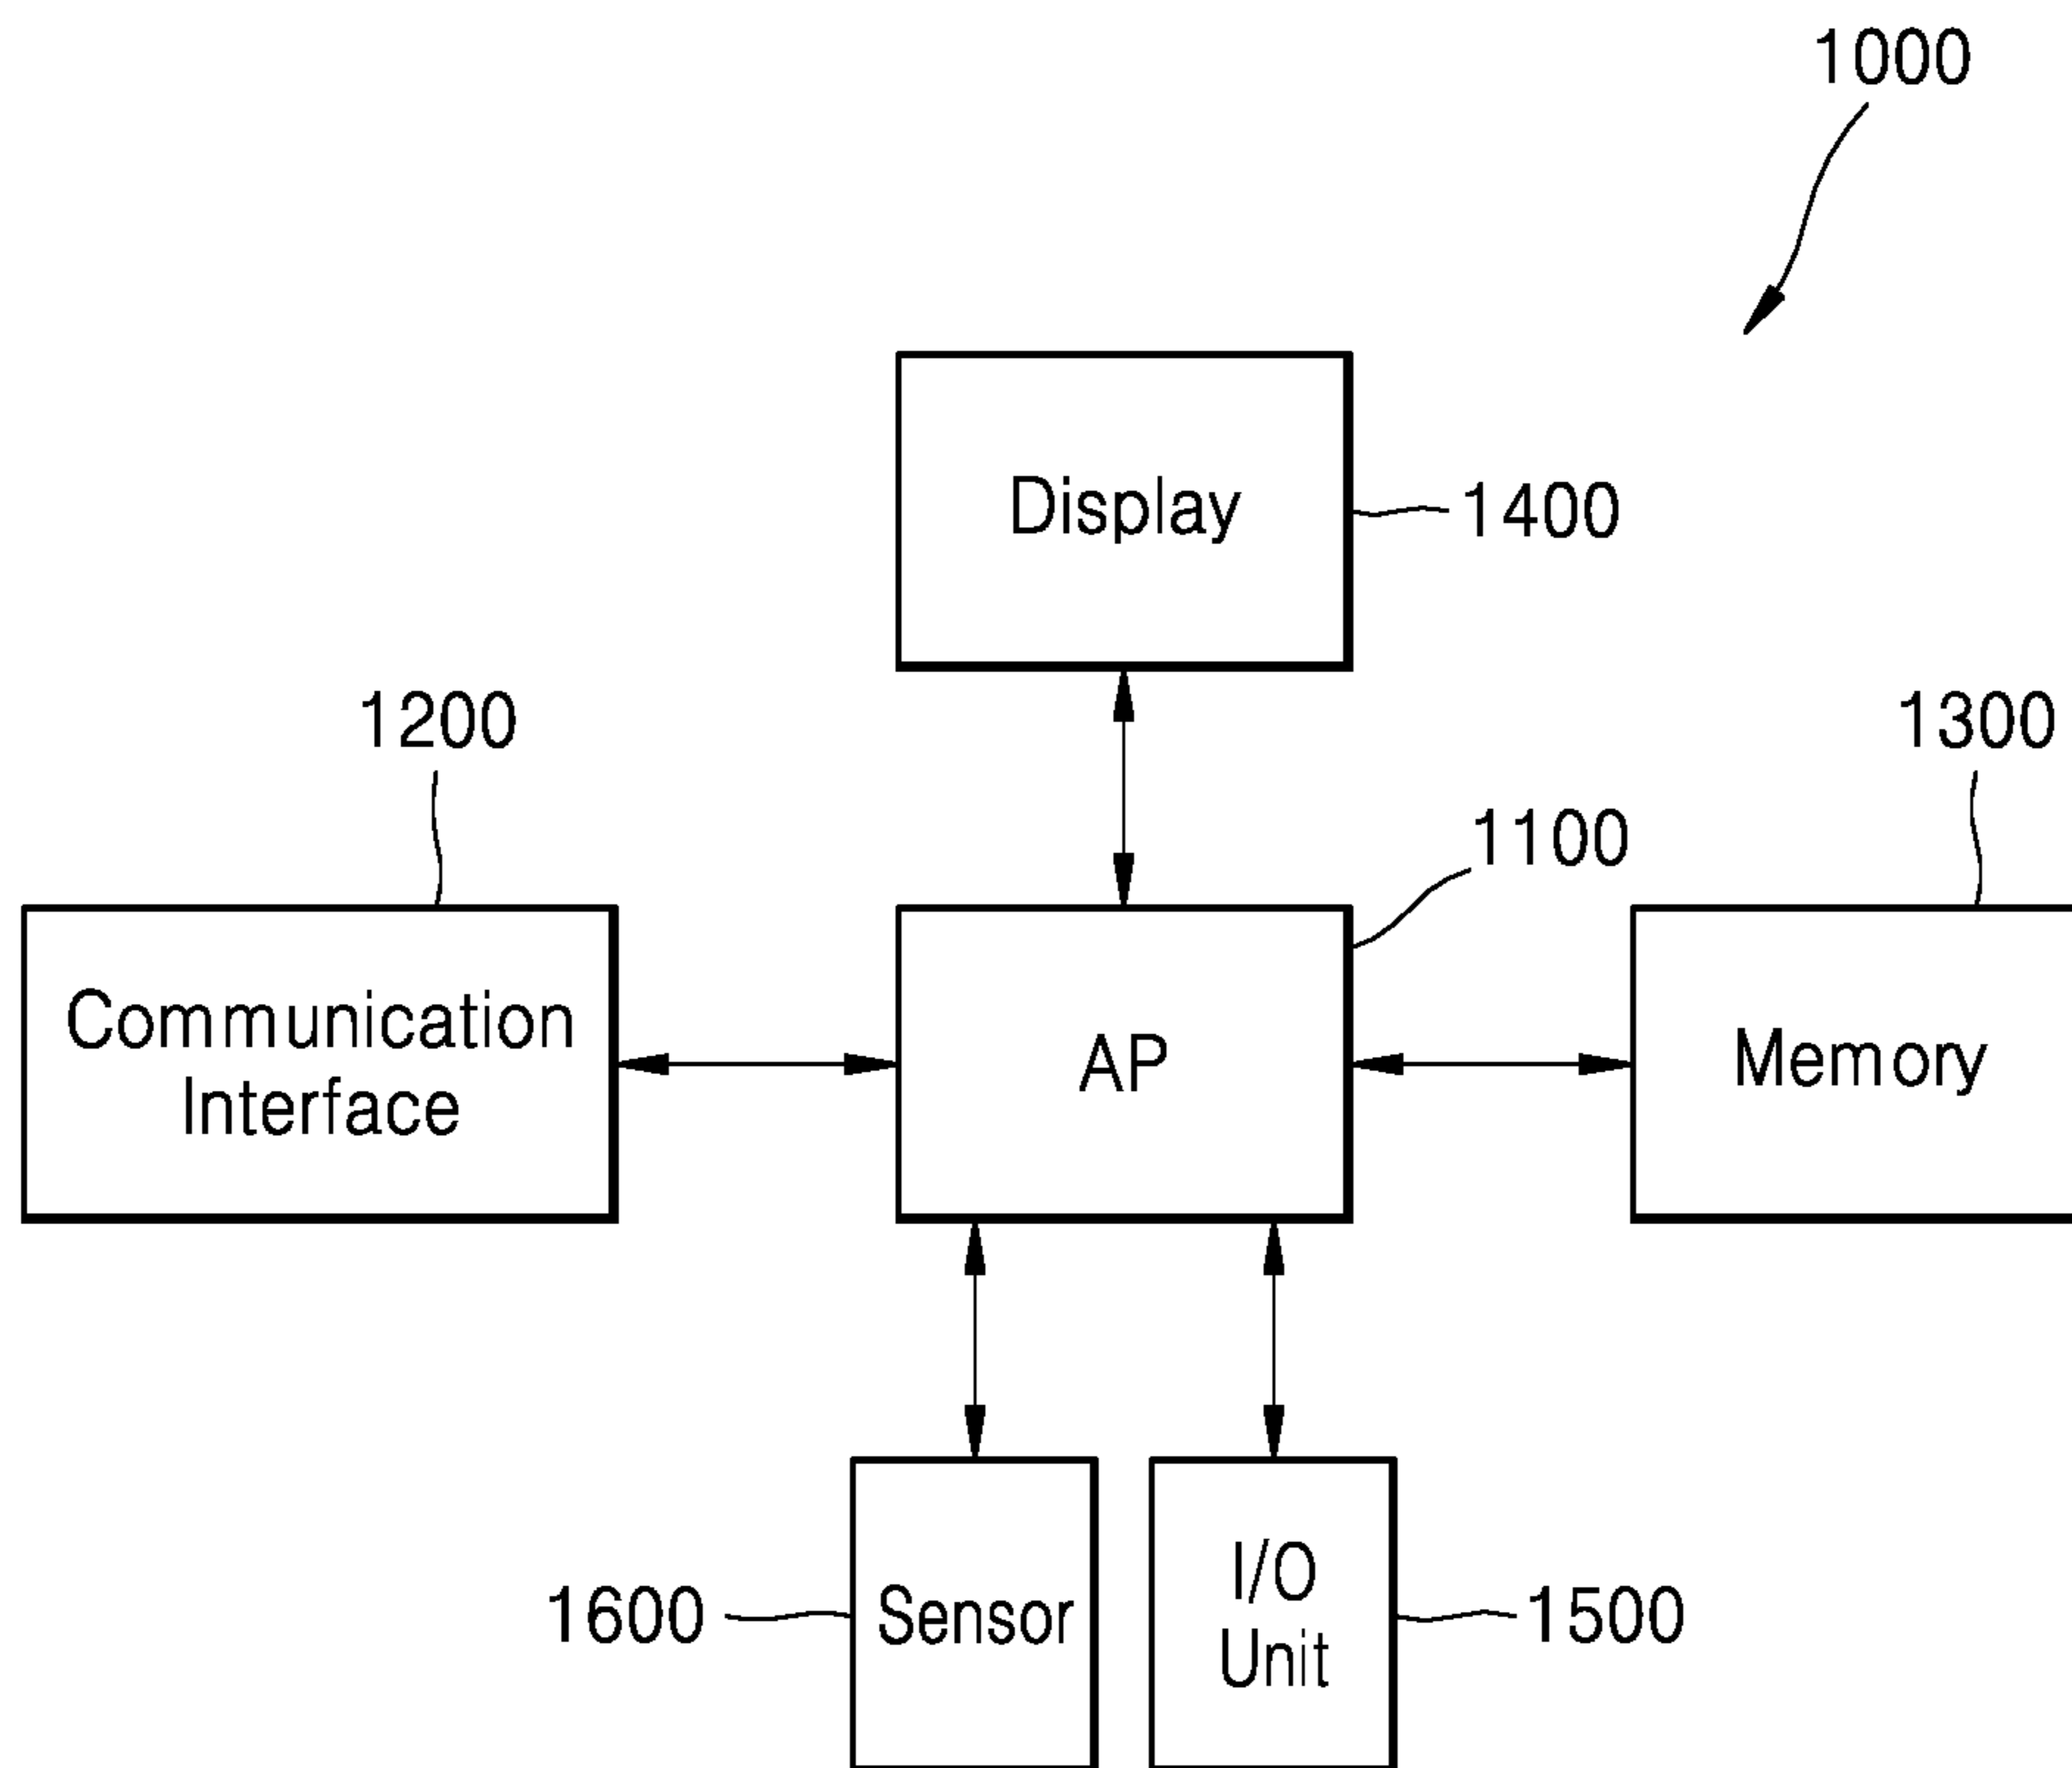 1000
Display
1400
1200
1300
1100
Communication
Interface
AP
Memory
1600
Sensor
I/O
Unit
1500